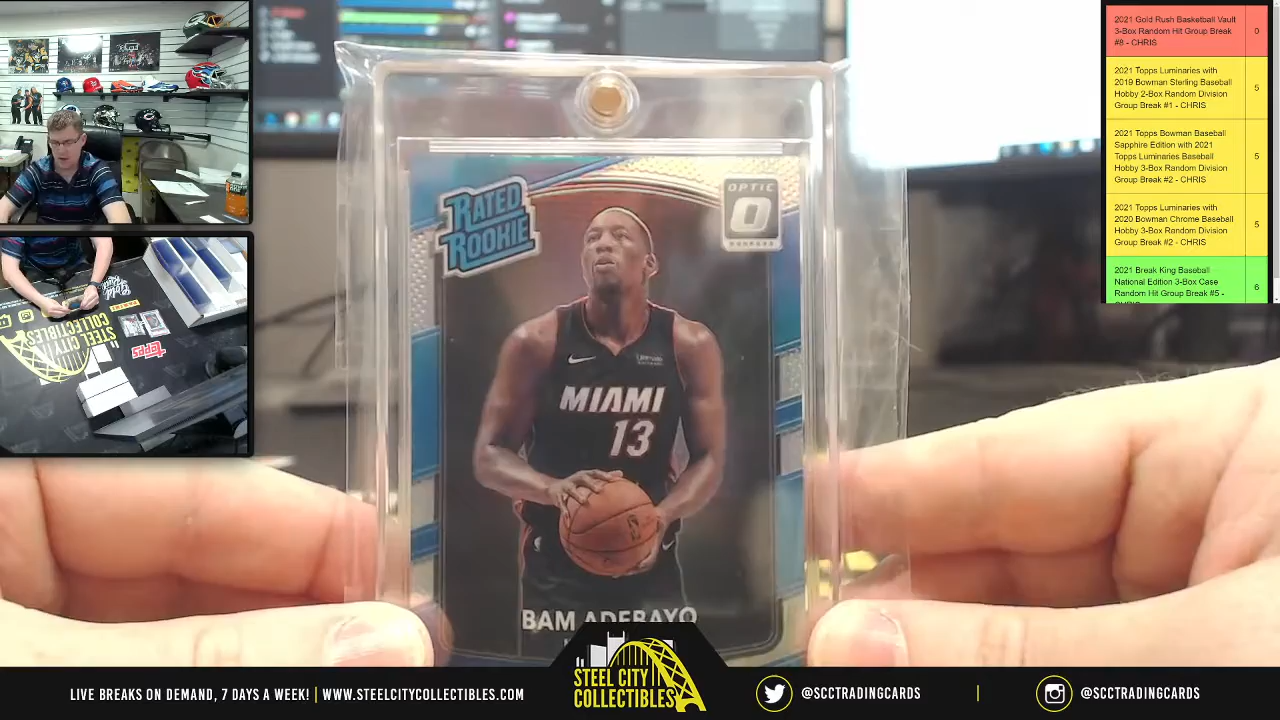 2021 Gold Rush Basketball Vault
3-Box Random Hit Group Break
#8 - CHRIS
0
2021 Topps Luminaries with
2019 Bowman Sterling Baseball
Hobby 2-Box Random Division
Group Break #1 - CHRIS
5
2021 Topps Bowman Baseball
Sapphire Edition with 2021
Topps Luminaries Baseball
Hobby 3-Box Random Division
Group Break #2 - CHRIS
5
2021 Topps Luminaries with
2020 Bowman Chrome Baseball
Hobby 3-Box Random Division
Group Break #2 - CHRIS
5
2021 Break King Baseball
National Edition 3-Box Case
Random Hit Group Break #5 -
6
RATED
ROOKIE
OPTIC
O
DONRUSS
MIAMI
13
BAM ADEBAYO
STEEL CITY
COLLECTIBLES
Topps
LIVE BREAKS ON DEMAND, 7 DAYS A WEEK! | WWW.STEELCITYCOLLECTIBLES.COM
STEEL CITY
COLLECTIBLES
@SCCTRADINGCARDS
|
@SCCTRADINGCARDS